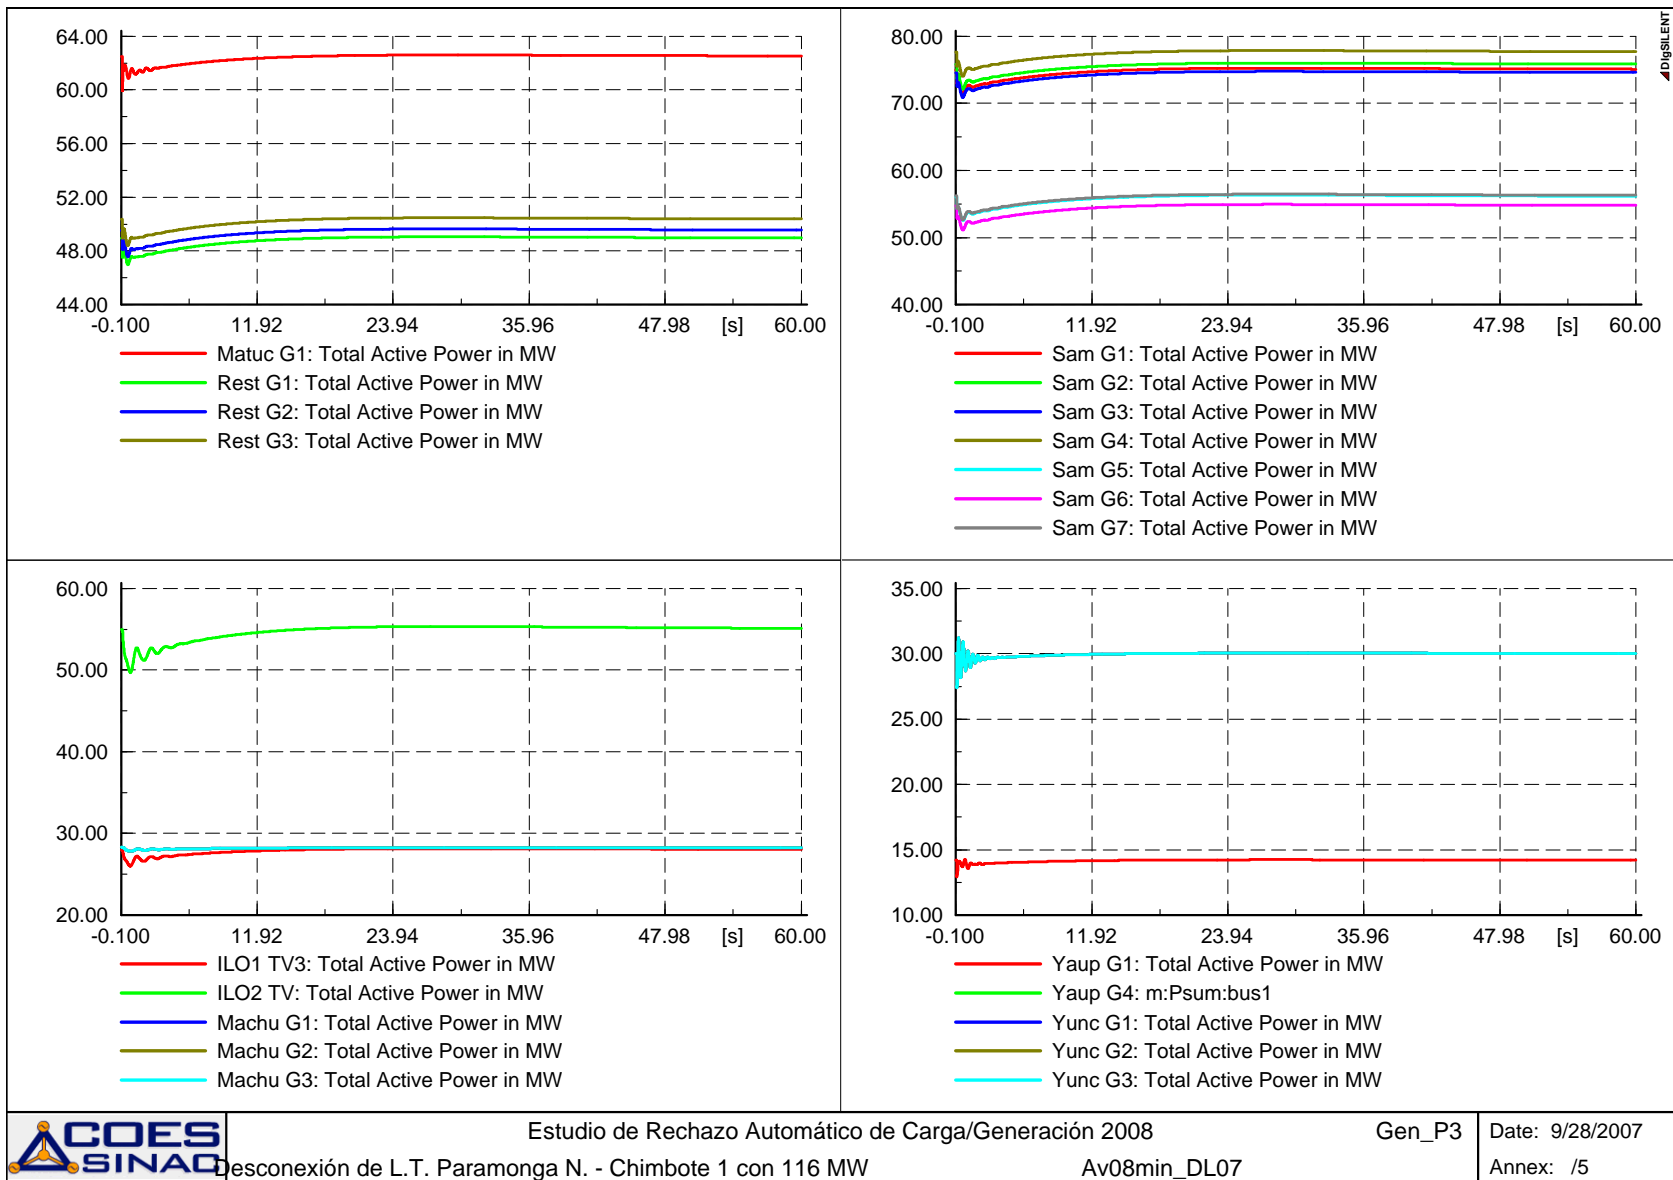 64.00
60.00
56.00
52.00
48.00
44.00
-0.100 11.92 23.94 35.96 47.98 [s] 60.00
Matuc G1: Total Active Power in MW
Rest G1: Total Active Power in MW
Rest G2: Total Active Power in MW
Rest G3: Total Active Power in MW
80.00
70.00
60.00
50.00
40.00
-0.100 11.92 23.94 35.96 47.98 [s] 60.00
Sam G1: Total Active Power in MW
Sam G2: Total Active Power in MW
Sam G3: Total Active Power in MW
Sam G4: Total Active Power in MW
Sam G5: Total Active Power in MW
Sam G6: Total Active Power in MW
Sam G7: Total Active Power in MW
DIgSILENT
60.00
50.00
40.00
30.00
20.00
-0.100 11.92 23.94 35.96 47.98 [s] 60.00
ILO1 TV3: Total Active Power in MW
ILO2 TV: Total Active Power in MW
Machu G1: Total Active Power in MW
Machu G2: Total Active Power in MW
Machu G3: Total Active Power in MW
35.00
30.00
25.00
20.00
15.00
10.00
-0.100 11.92 23.94 35.96 47.98 [s] 60.00
Yaup G1: Total Active Power in MW
Yaup G4: m:Psum:bus1
Yunc G1: Total Active Power in MW
Yunc G2: Total Active Power in MW
Yunc G3: Total Active Power in MW
COES
SINAC
Estudio de Rechazo Automático de Carga/Generación 2008 Gen_P3
Desconexión de L.T. Paramonga N. - Chimbote 1 con 116 MW Av08min_DL07
Date: 9/28/2007
Annex: /5